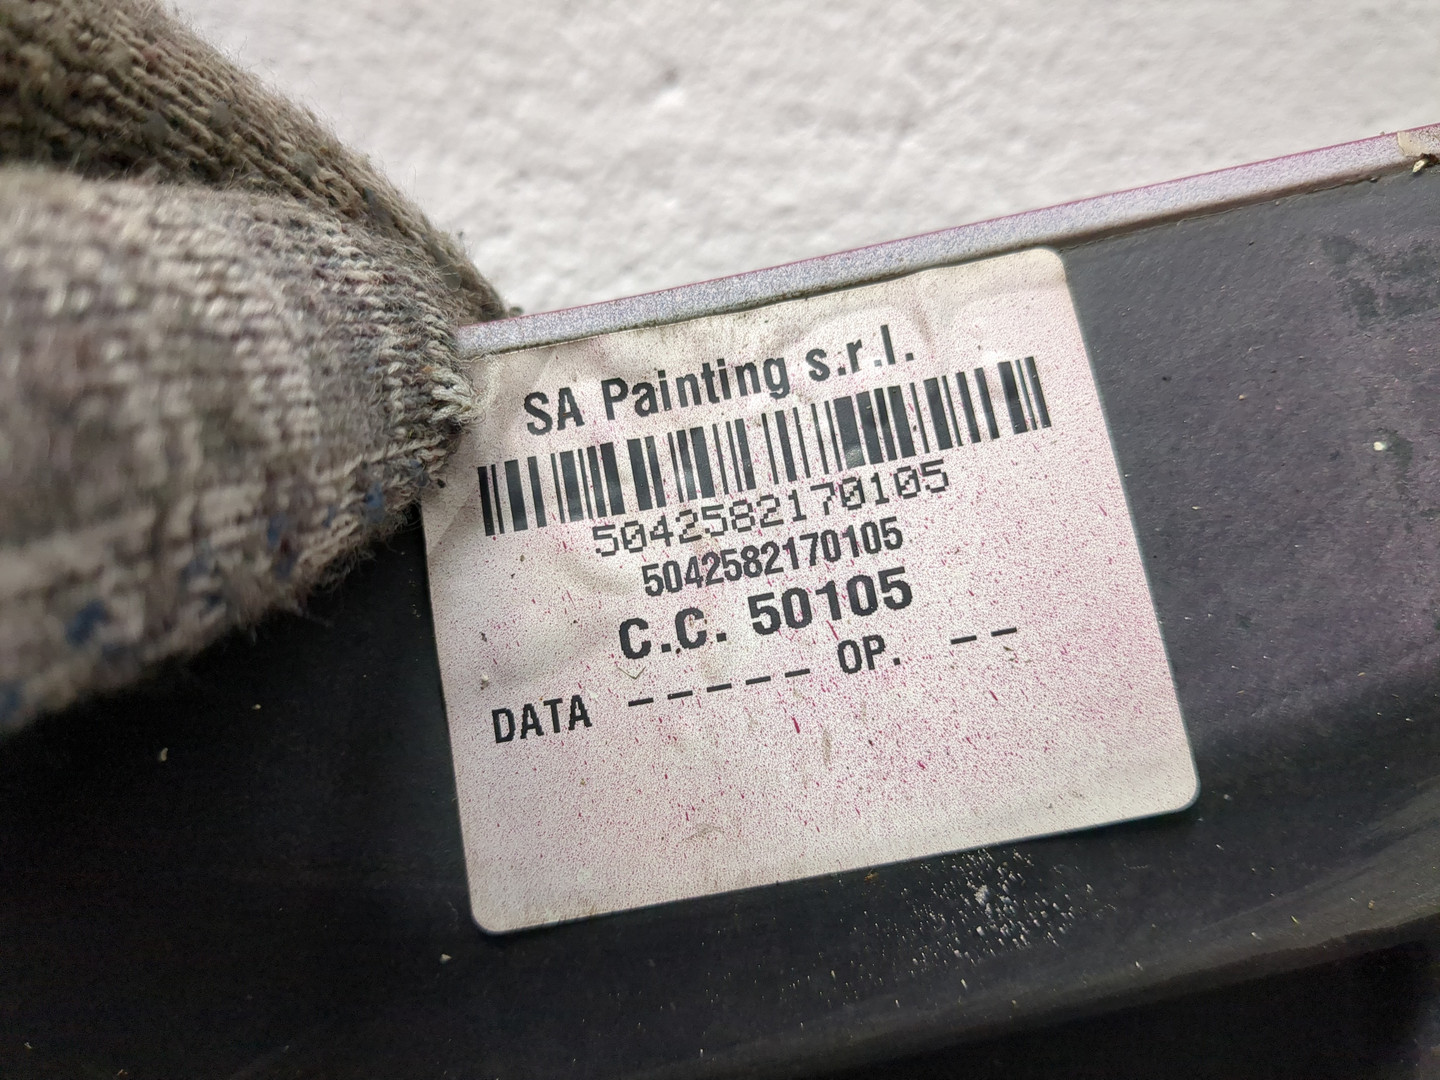 SA Painting s.r.l.
5042582170105
5042582170105
C.C. 50105
DATA _ _ _ _ _ OP. _ _